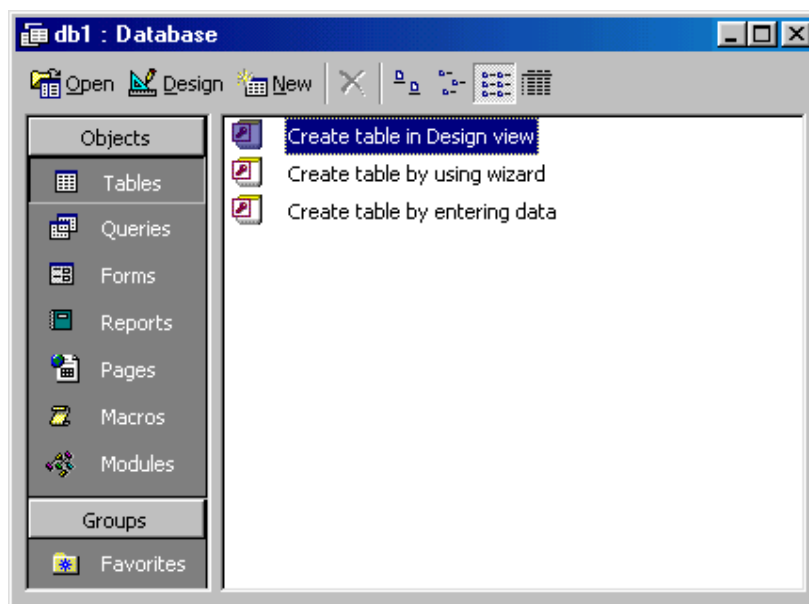 db1 : Database
Open Design New
Objects
Tables
Queries
Forms
Reports
Pages
Macros
Modules
Groups
Favorites
Create table in Design view
Create table by using wizard
Create table by entering data